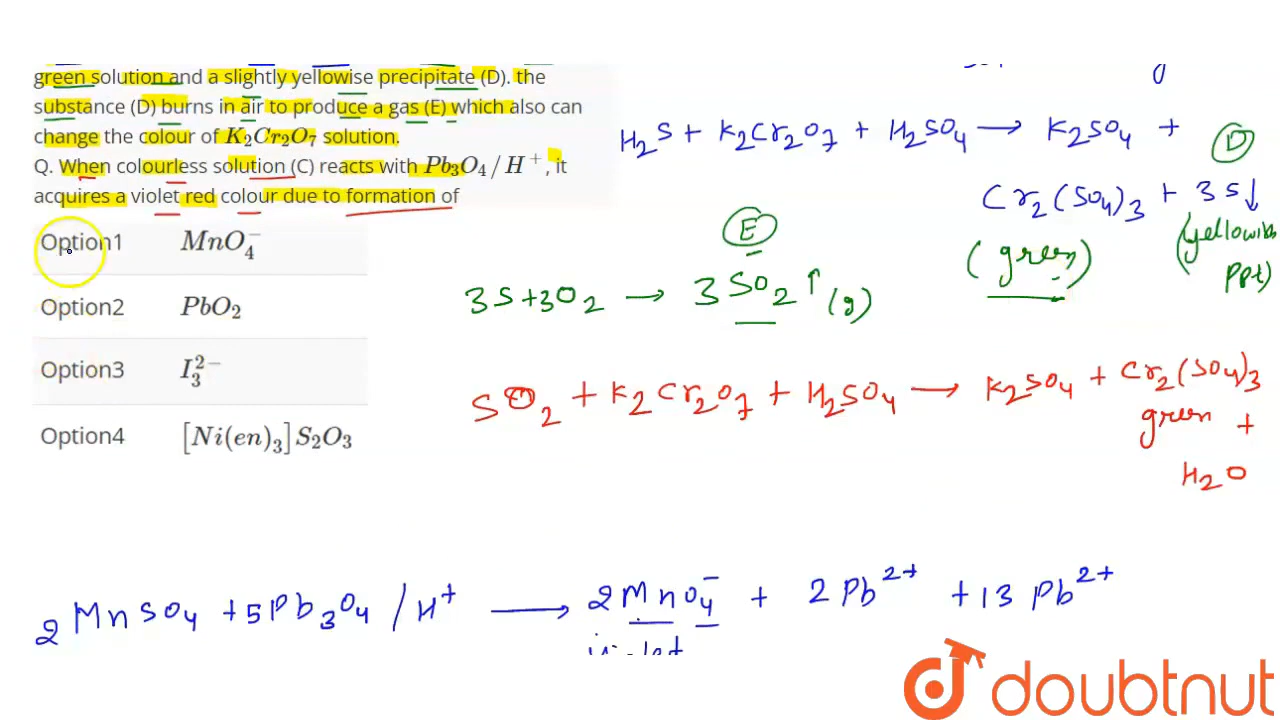 green solution and a slightly yellowise precipitate (D). the
substance (D) burns in air to produce a gas (E) which also can
change the colour of K₂Cr₂O₇ solution.
Q. When colourless solution (C) reacts with Pb₃O₄/H⁺, it
acquires a violet red colour due to formation of
Option1 MnO₄⁻
Option2 PbO₂
Option3 I₃²⁻
Option4 [Ni(en)₃]S₂O₃
H₂S + K₂Cr₂O₇ + H₂SO₄ → K₂SO₄ +
D
Cr₂(SO₄)₃ + 3S↓
(green)
(yellowish
ppt)
E
3S+3O₂ → 3SO₂↑(g)
SO₂ + K₂Cr₂O₇ + H₂SO₄ → K₂SO₄ + Cr₂(SO₄)₃
green +
H₂O
2MnSO₄ + 5Pb₃O₄/H⁺ → 2MnO₄⁻ + 2Pb²⁺ + 13Pb²⁺
violet
doubtnut